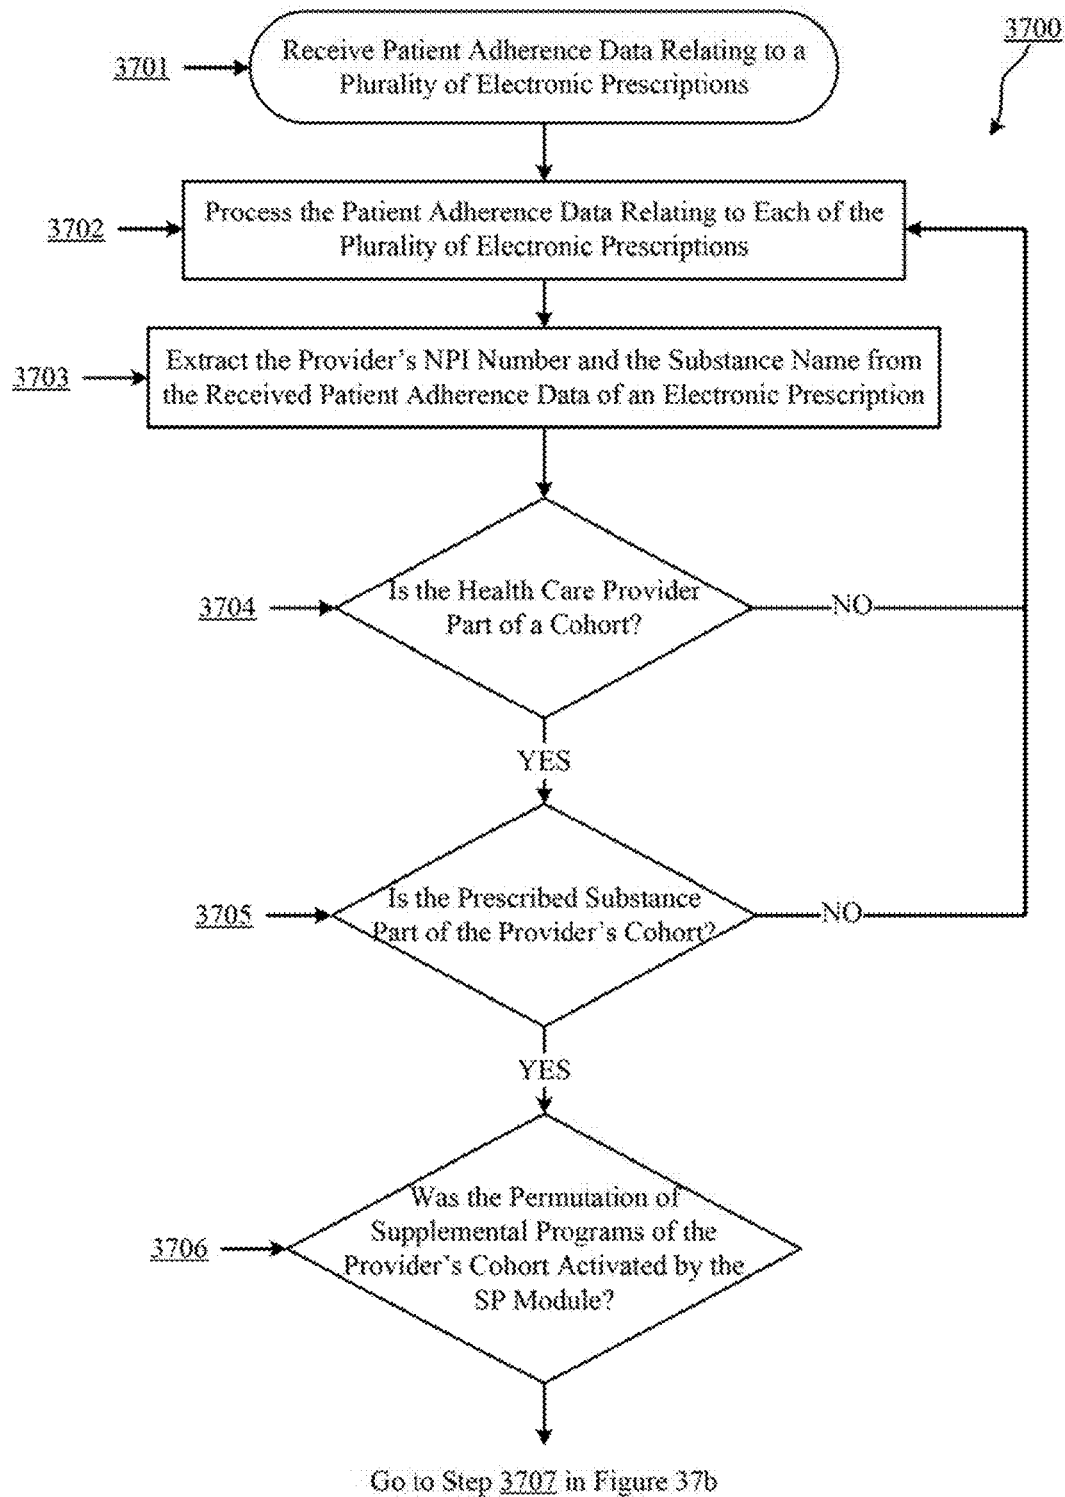 3700
3701
Receive Patient Adherence Data Relating to a
Plurality of Electronic Prescriptions
3702
Process the Patient Adherence Data Relating to Each of the
Plurality of Electronic Prescriptions
3703
Extract the Provider's NPI Number and the Substance Name from
the Received Patient Adherence Data of an Electronic Prescription
3704
Is the Health Care Provider
Part of a Cohort?
NO
YES
3705
Is the Prescribed Substance
Part of the Provider's Cohort?
NO
YES
3706
Was the Permutation of
Supplemental Programs of the
Provider's Cohort Activated by the
SP Module?
Go to Step 3707 in Figure 37b